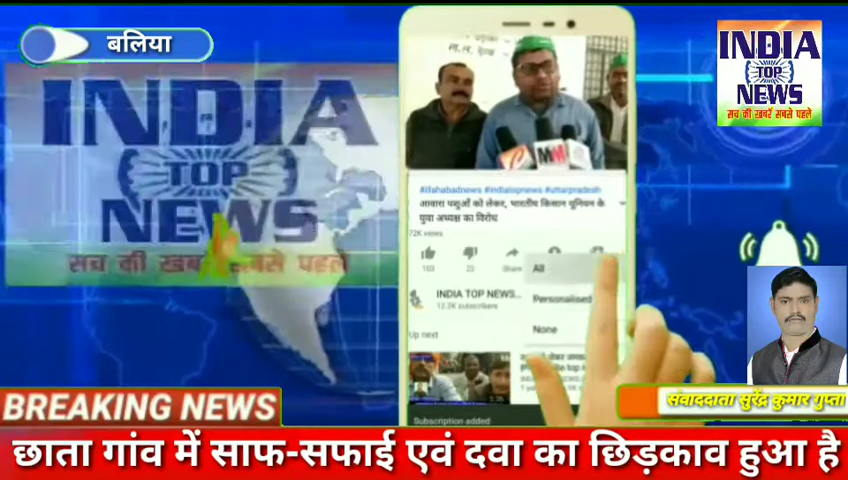 बलिया
INDIA
TOP
NEWS
सच की खबरें सबसे पहले
INDIA
TOP
NEWS
सच की खबरें सबसे पहले
#indiatopnews #uttarpradesh
आवारा पशुओं को लेकर, भारतीय किसान यूनियन के
युवा अध्यक्ष का विरोध
72K views
103
22
Share
All
INDIA TOP NEWS...
12.2K subscribers
Personalised
None
Up next
Subscription added
संवाददाता सुरेंद्र कुमार गुप्ता
BREAKING NEWS
छाता गांव में साफ-सफाई एवं दवा का छिड़काव हुआ है